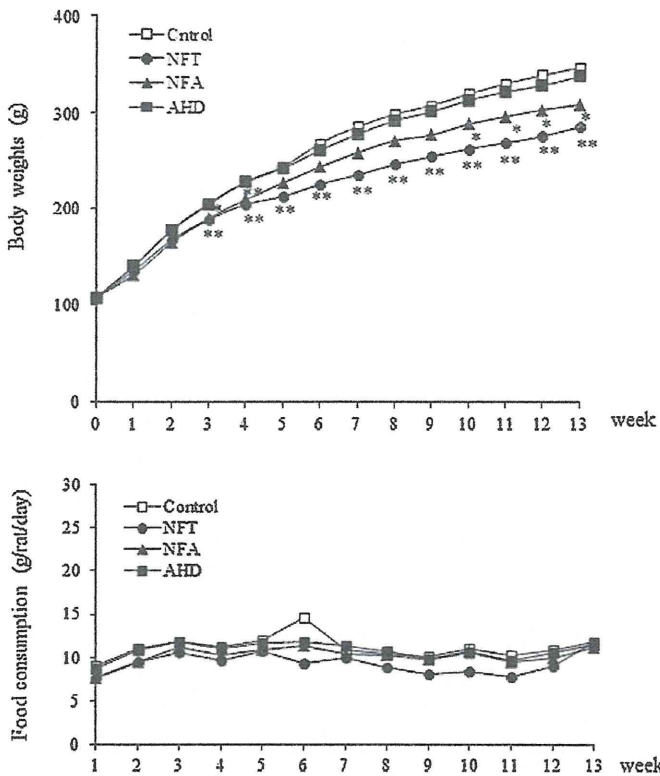 400
300
200
100
0
Body weights (g)
Cntrol
NFT
NFA
AHD
** ** ** ** ** ** ** ** ** ** **
** * * * *
0 1 2 3 4 5 6 7 8 9 10 11 12 13 week
30
25
20
15
10
5
0
Food consumption (g/rat/day)
Control
NFT
NFA
AHD
1 2 3 4 5 6 7 8 9 10 11 12 13 week